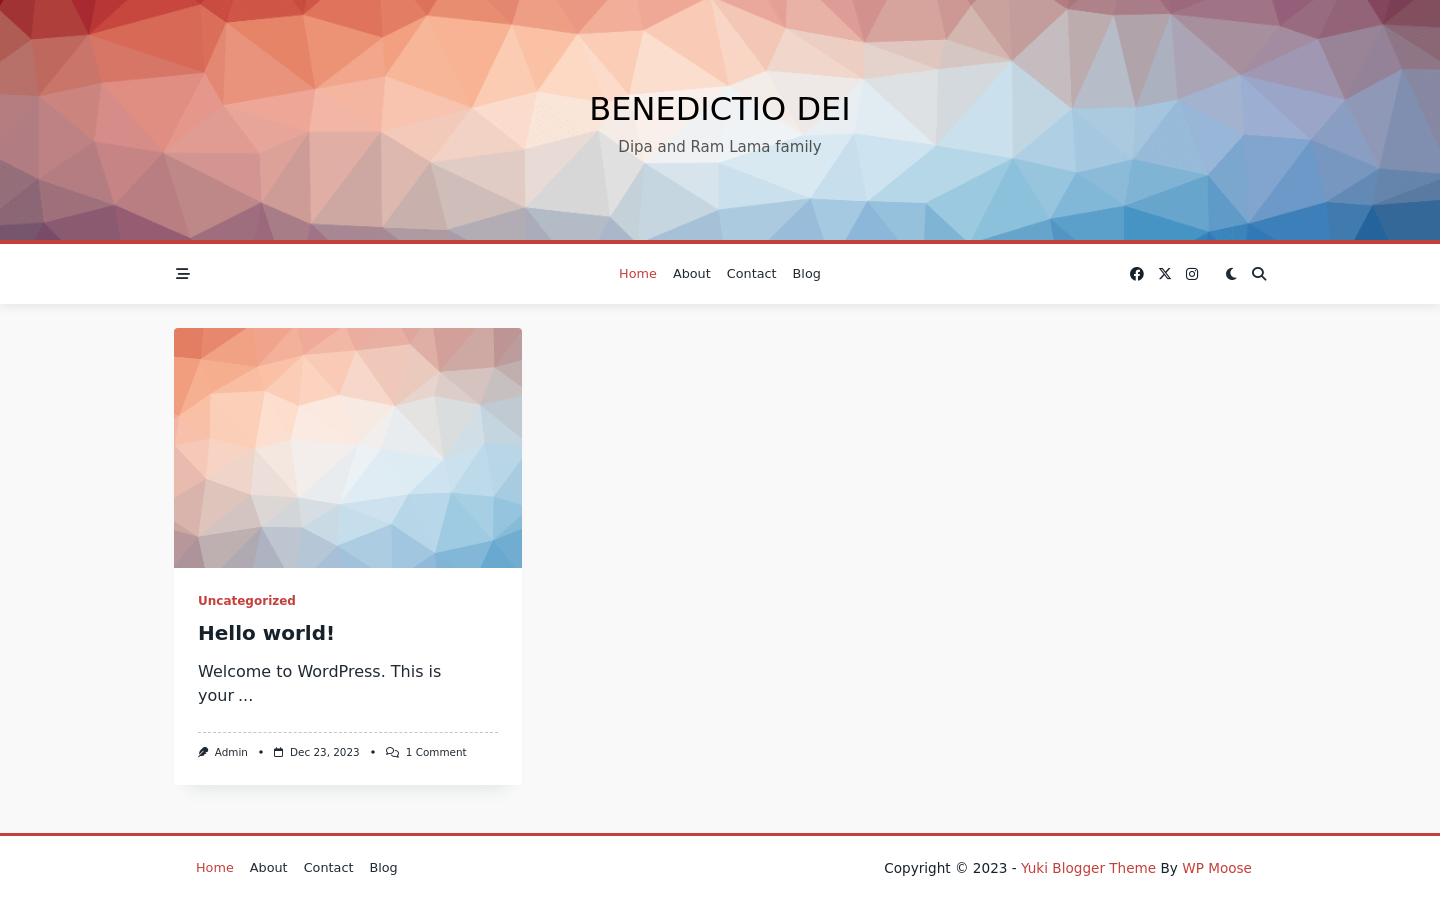 BENEDICTIO DEI
Dipa and Ram Lama family
Home About Contact Blog
Uncategorized
Hello world!
Welcome to WordPress. This is
your …
Admin • Dec 23, 2023 • 1 Comment
Home About Contact Blog
Copyright © 2023 - Yuki Blogger Theme By WP Moose